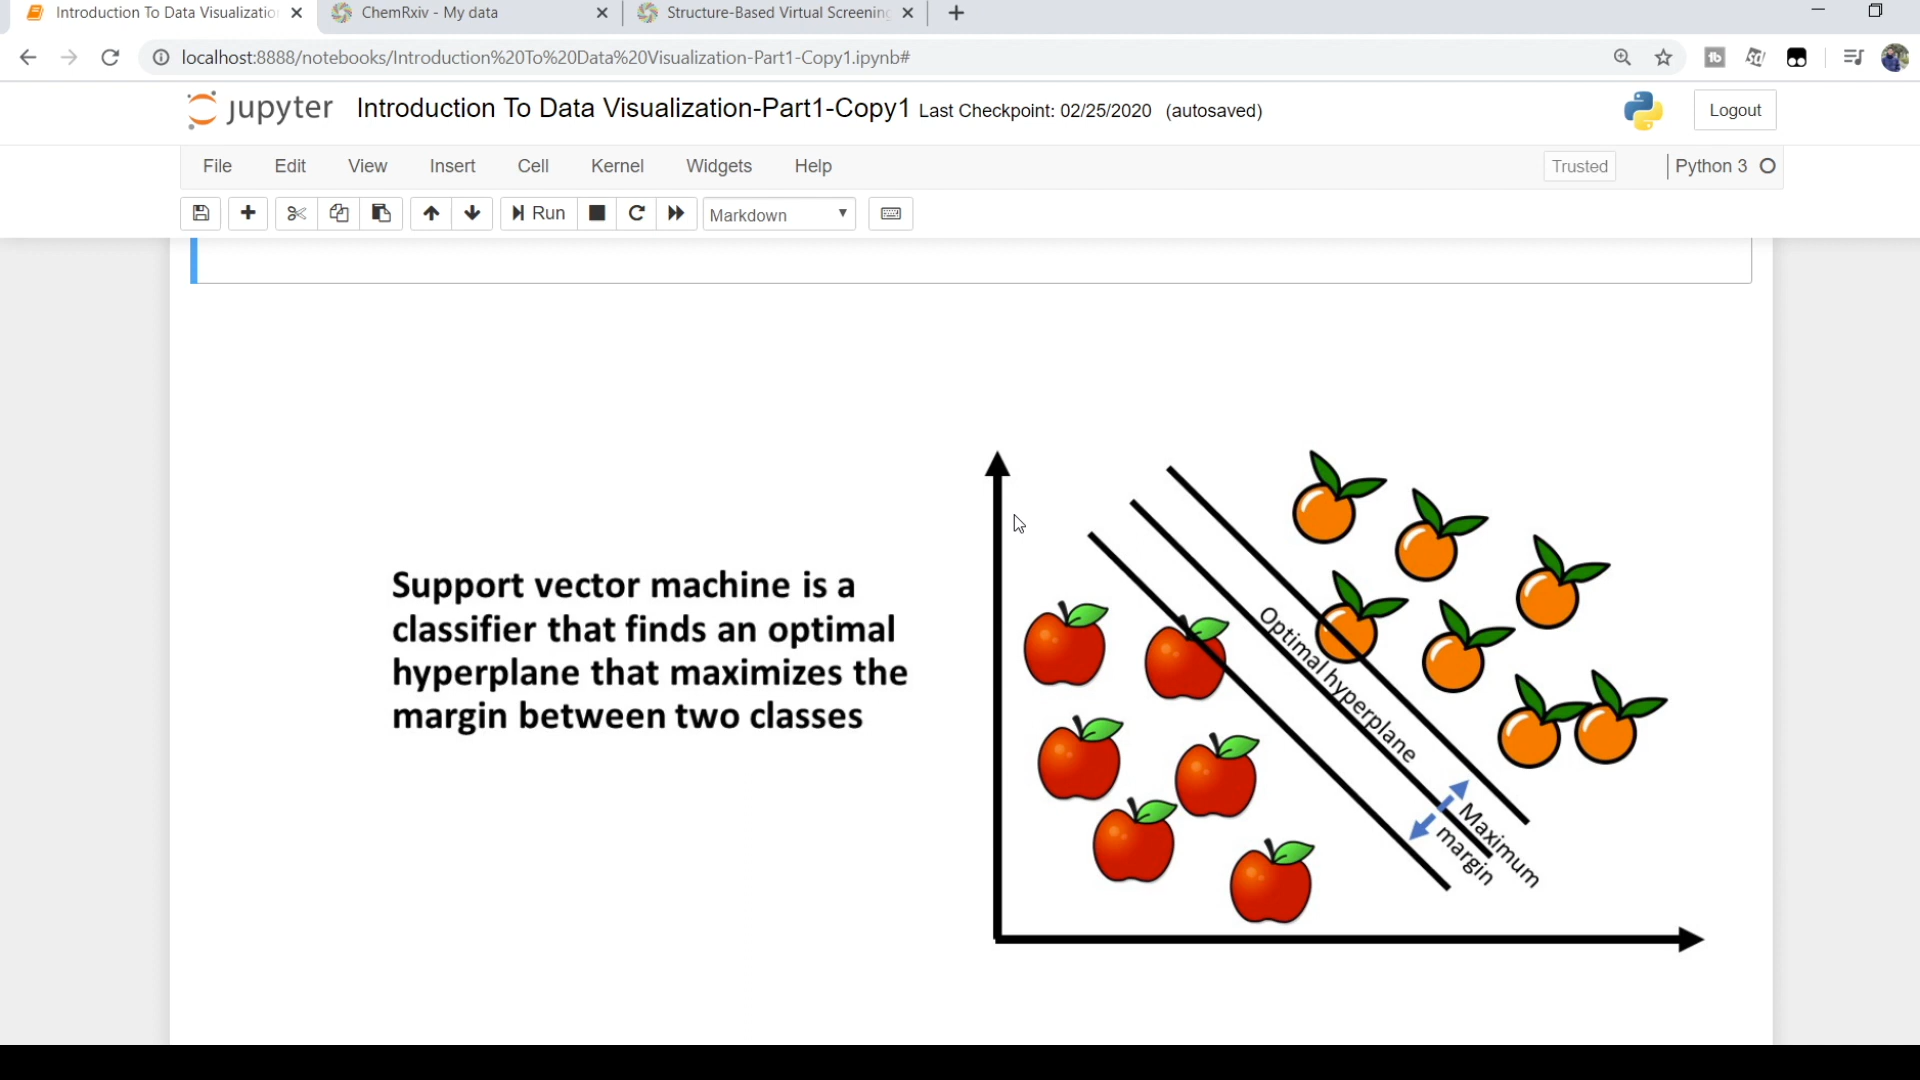 Introduction To Data Visualizatio
ChemRxiv - My data
Structure-Based Virtual Screening
localhost:8888/notebooks/Introduction%20To%20Data%20Visualization-Part1-Copy1.ipynb#
jupyter Introduction To Data Visualization-Part1-Copy1 Last Checkpoint: 02/25/2020 (autosaved)
Logout
File Edit View Insert Cell Kernel Widgets Help
Trusted
Python 3
Run
Markdown
Support vector machine is a
classifier that finds an optimal
hyperplane that maximizes the
margin between two classes
Optimal hyperplane
Maximum
margin